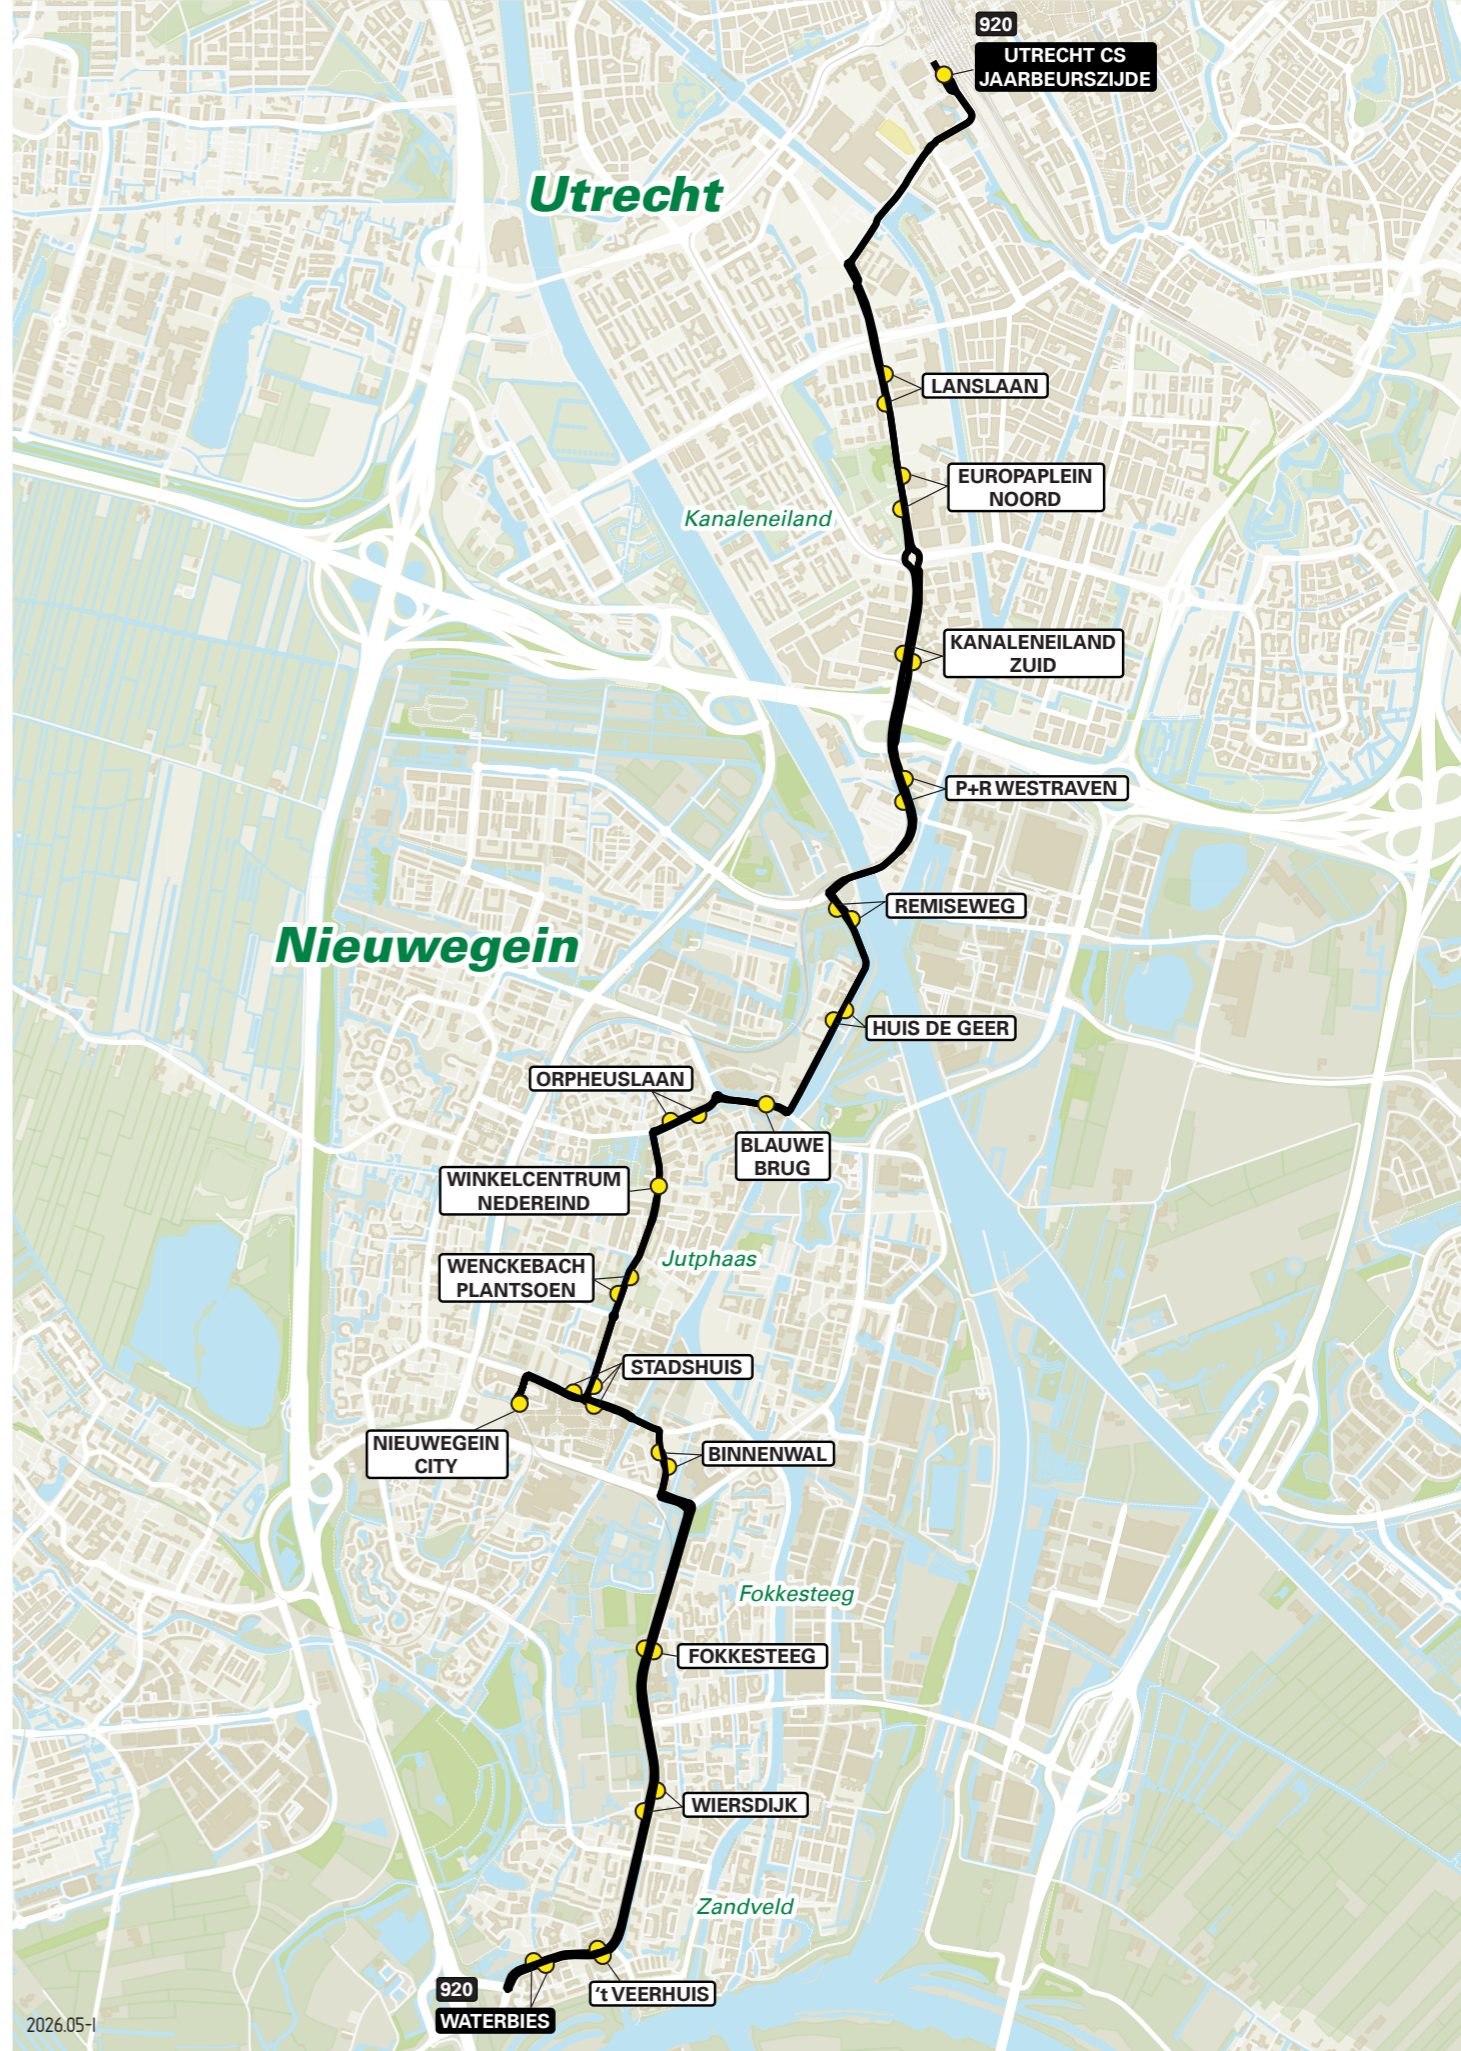 920
UTRECHT CS
JAARBEURSZIJDE
Utrecht
LANSLAAN
EUROPAPLEIN
NOORD
Kanaleneiland
KANALENEILAND
ZUID
P+R WESTRAVEN
REMISEWEG
Nieuwegein
HUIS DE GEER
ORPHEUSLAAN
BLAUWE
BRUG
WINKELCENTRUM
NEDEREIND
Jutphaas
WENCKEBACH
PLANTSOEN
STADSHUIS
NIEUWEGEIN
CITY
BINNENWAL
Fokkesteeg
FOKKESTEEG
WIERSDIJK
Zandveld
't VEERHUIS
920
WATERBIES
2026.05-I